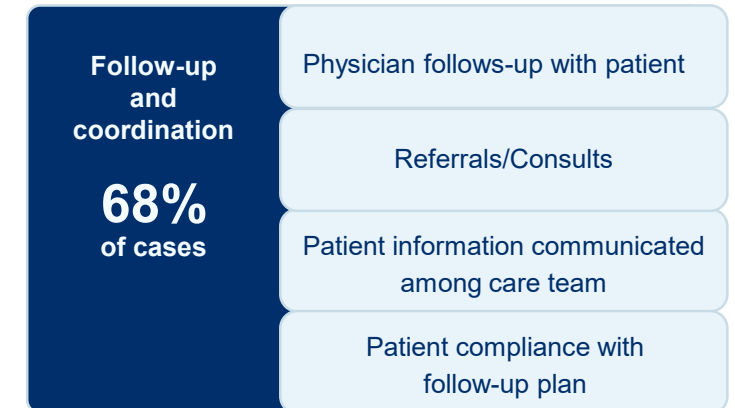 Follow-up
and
coordination
68%
of cases
Physician follows-up with patient
Referrals/Consults
Patient information communicated
among care team
Patient compliance with
follow-up plan